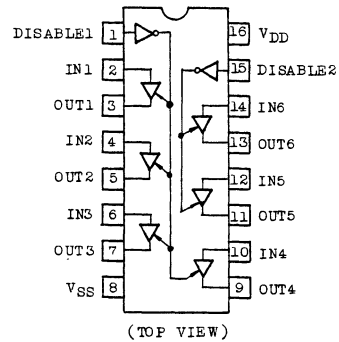 DISABLE1 1 16 VDD
IN1 2 15 DISABLE2
OUT1 3 14 IN6
IN2 4 13 OUT6
OUT2 5 12 IN5
IN3 6 11 OUT5
OUT3 7 10 IN4
VSS 8 9 OUT4
(TOP VIEW)